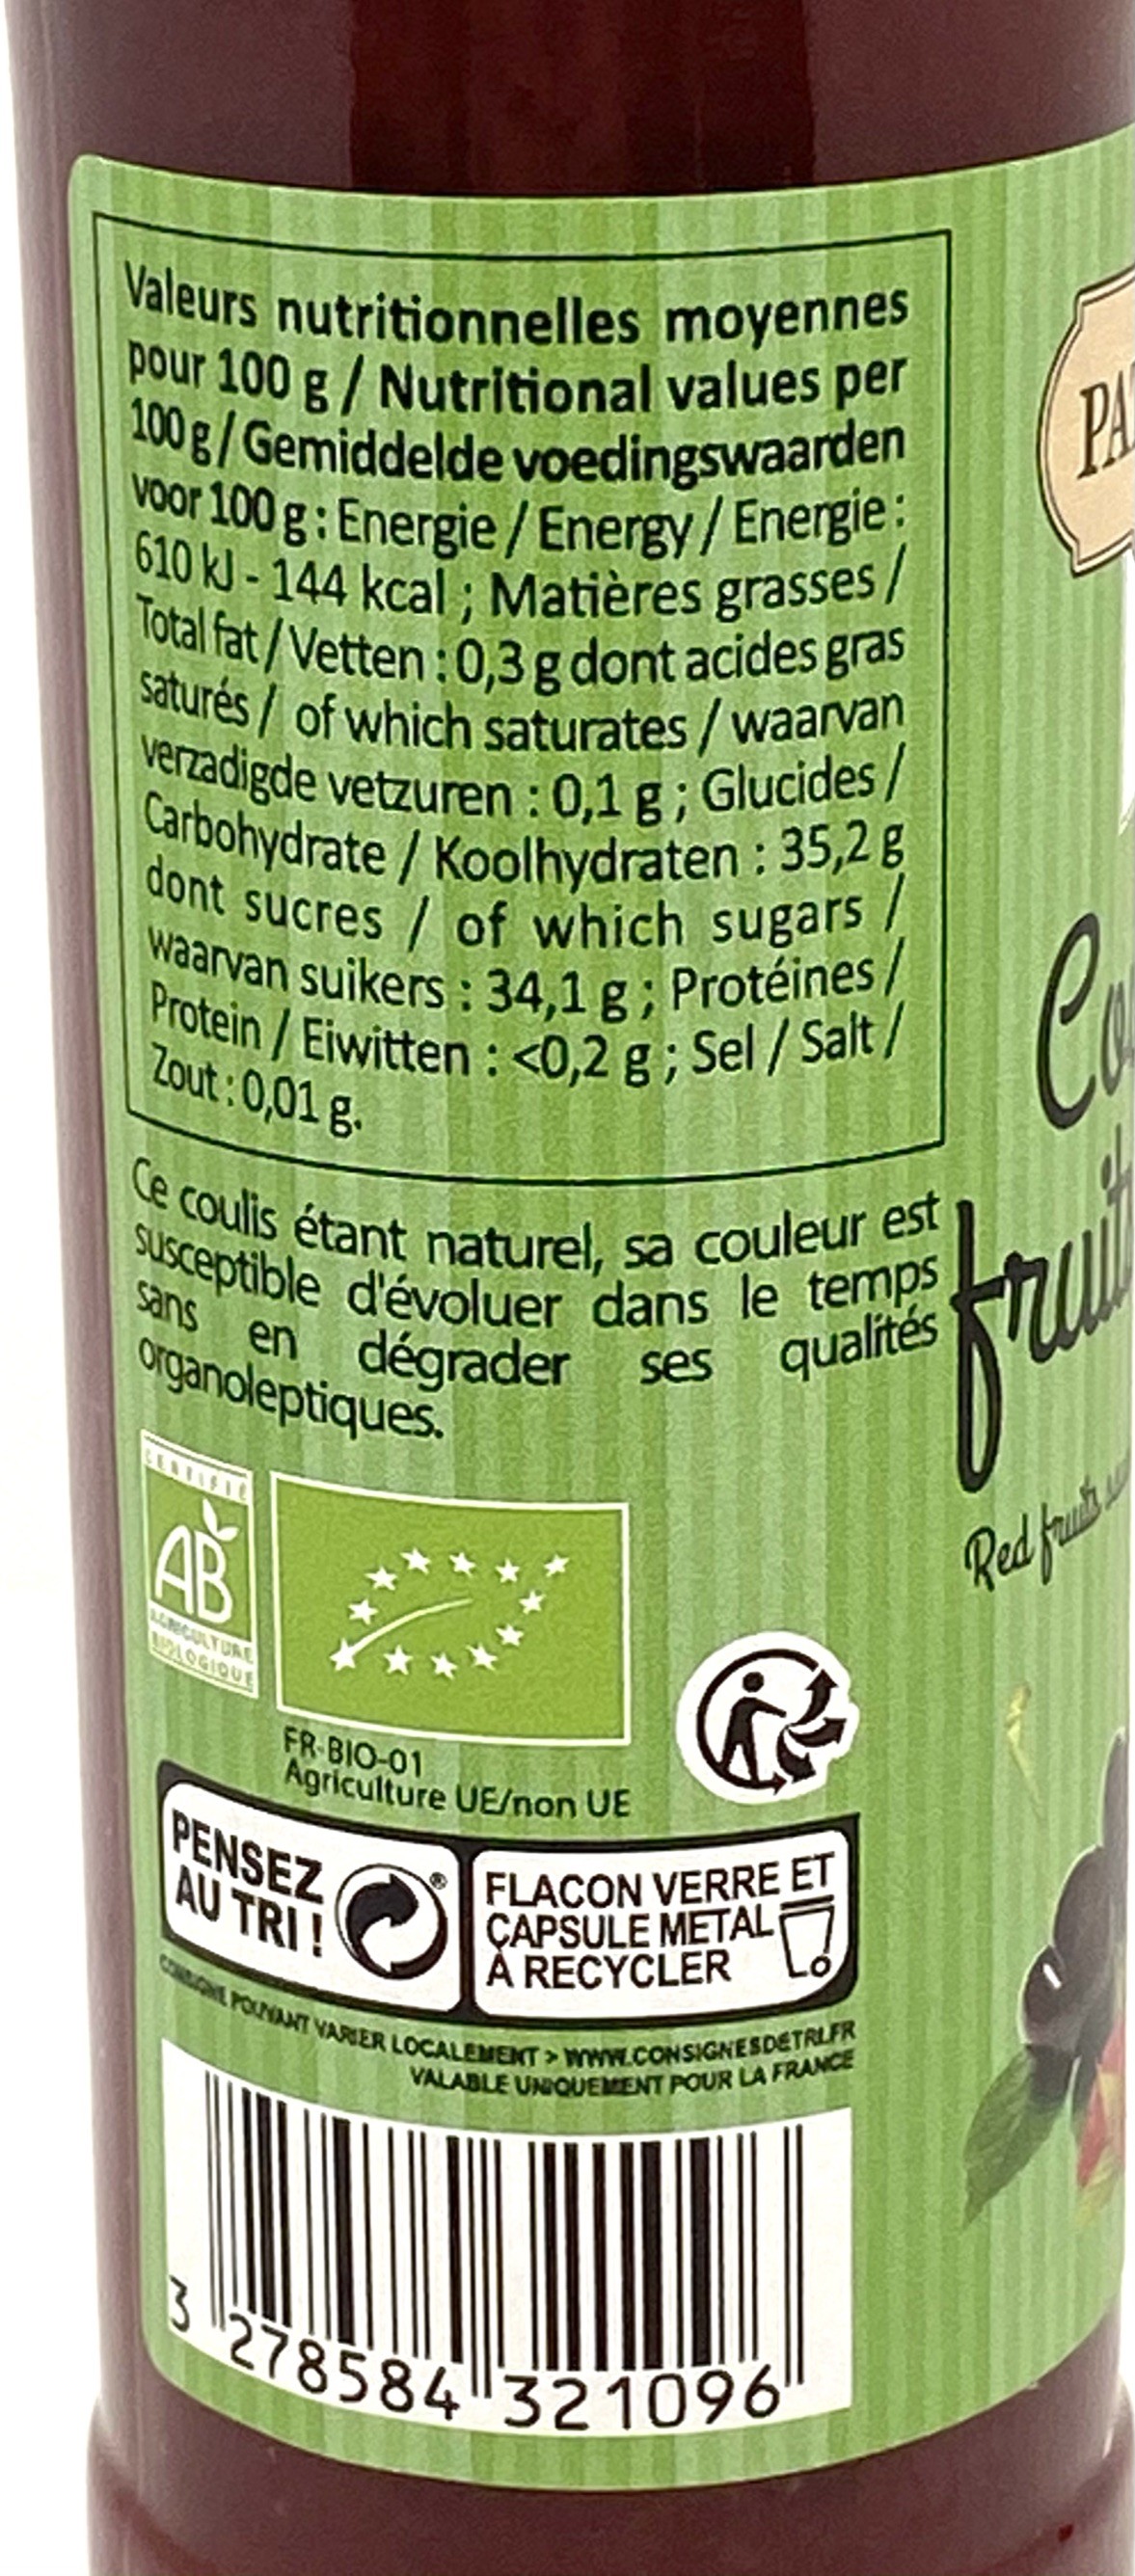 Valeurs nutritionnelles moyennes
pour 100 g / Nutritional values per
100 g / Gemiddelde voedingswaarden
voor 100 g : Energie / Energy / Energie :
610 kJ - 144 kcal ; Matières grasses /
Total fat / Vetten : 0,3 g dont acides gras
saturés / of which saturates / waarvan
verzadigde vetzuren : 0,1 g ; Glucides /
Carbohydrate / Koolhydraten : 35,2 g
dont sucres / of which sugars /
waarvan suikers : 34,1 g ; Protéines /
Protein / Eiwitten : <0,2 g ; Sel / Salt /
Zout : 0,01 g.
Ce coulis étant naturel, sa couleur est
susceptible d'évoluer dans le temps
sans en dégrader ses qualités
organoleptiques.
CERTIFIÉ
AB
AGRICULTURE
BIOLOGIQUE
FR-BIO-01
Agriculture UE/non UE
PENSEZ
AU TRI !
®
FLACON VERRE ET
CAPSULE METAL
À RECYCLER
CONSIGNE POUVANT VARIER LOCALEMENT > WWW.CONSIGNESDETRI.FR
VALABLE UNIQUEMENT POUR LA FRANCE
3 278584 321096
PA
Co
fruit
Red fruits